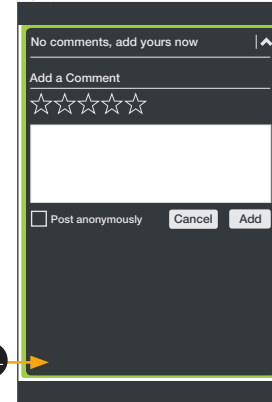 No comments, add yours now
Add a Comment
Post anonymously
Cancel
Add